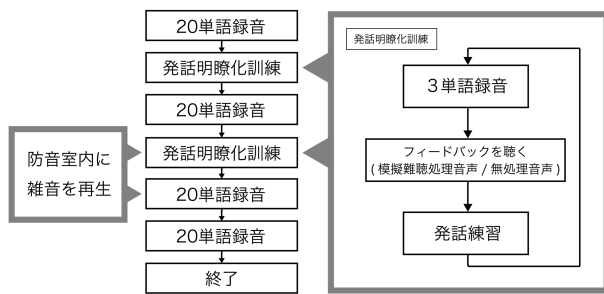 20単語録音
発話明瞭化訓練
20単語録音
発話明瞭化訓練
20単語録音
20単語録音
終了
防音室内に
雑音を再生
発話明瞭化訓練
３単語録音
フィードバックを聴く
(模擬難聴処理音声/無処理音声)
発話練習